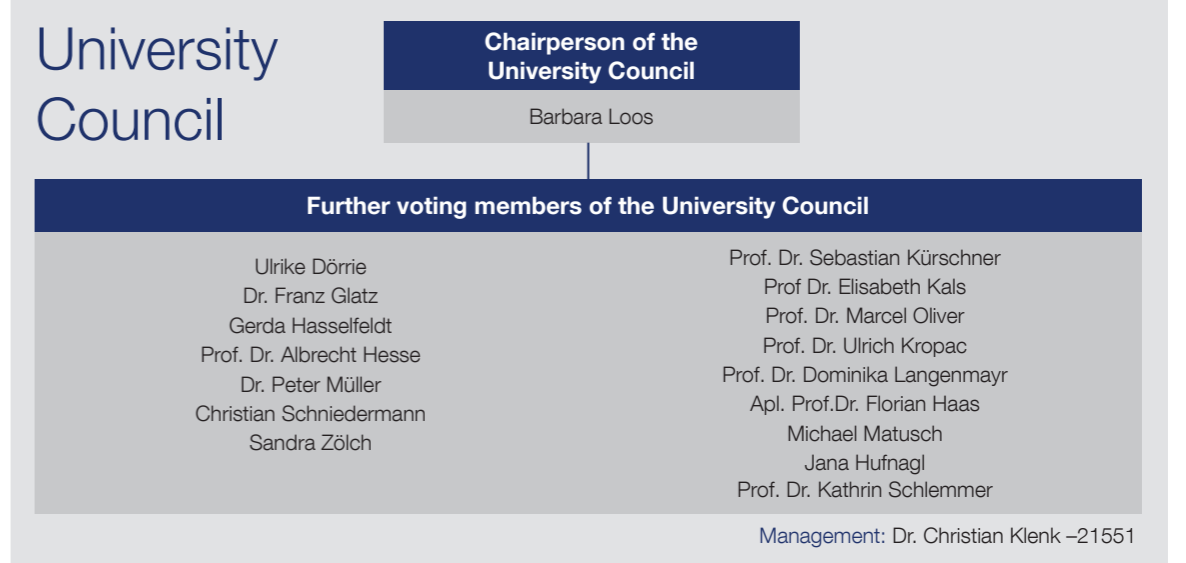 University
Council
Chairperson of the
University Council
Barbara Loos
Further voting members of the University Council
Ulrike Dörrie
Dr. Franz Glatz
Gerda Hasselfeldt
Prof. Dr. Albrecht Hesse
Dr. Peter Müller
Christian Schniedermann
Sandra Zölch
Prof. Dr. Sebastian Kürschner
Prof Dr. Elisabeth Kals
Prof. Dr. Marcel Oliver
Prof. Dr. Ulrich Kropac
Prof. Dr. Dominika Langenmayr
Apl. Prof.Dr. Florian Haas
Michael Matusch
Jana Hufnagl
Prof. Dr. Kathrin Schlemmer
Management: Dr. Christian Klenk –21551